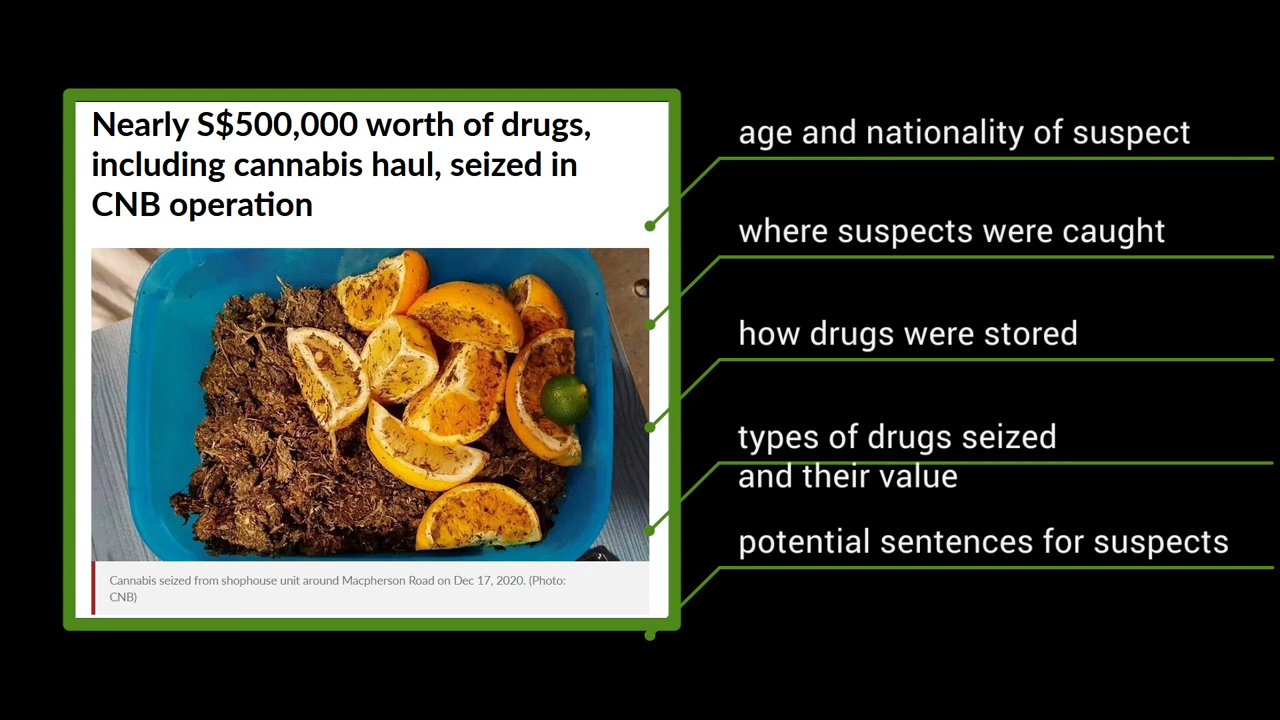 Nearly S$500,000 worth of drugs,
including cannabis haul, seized in
CNB operation
Cannabis seized from shophouse unit around Macpherson Road on Dec 17, 2020. (Photo:
CNB)
age and nationality of suspect
where suspects were caught
how drugs were stored
types of drugs seized
and their value
potential sentences for suspects